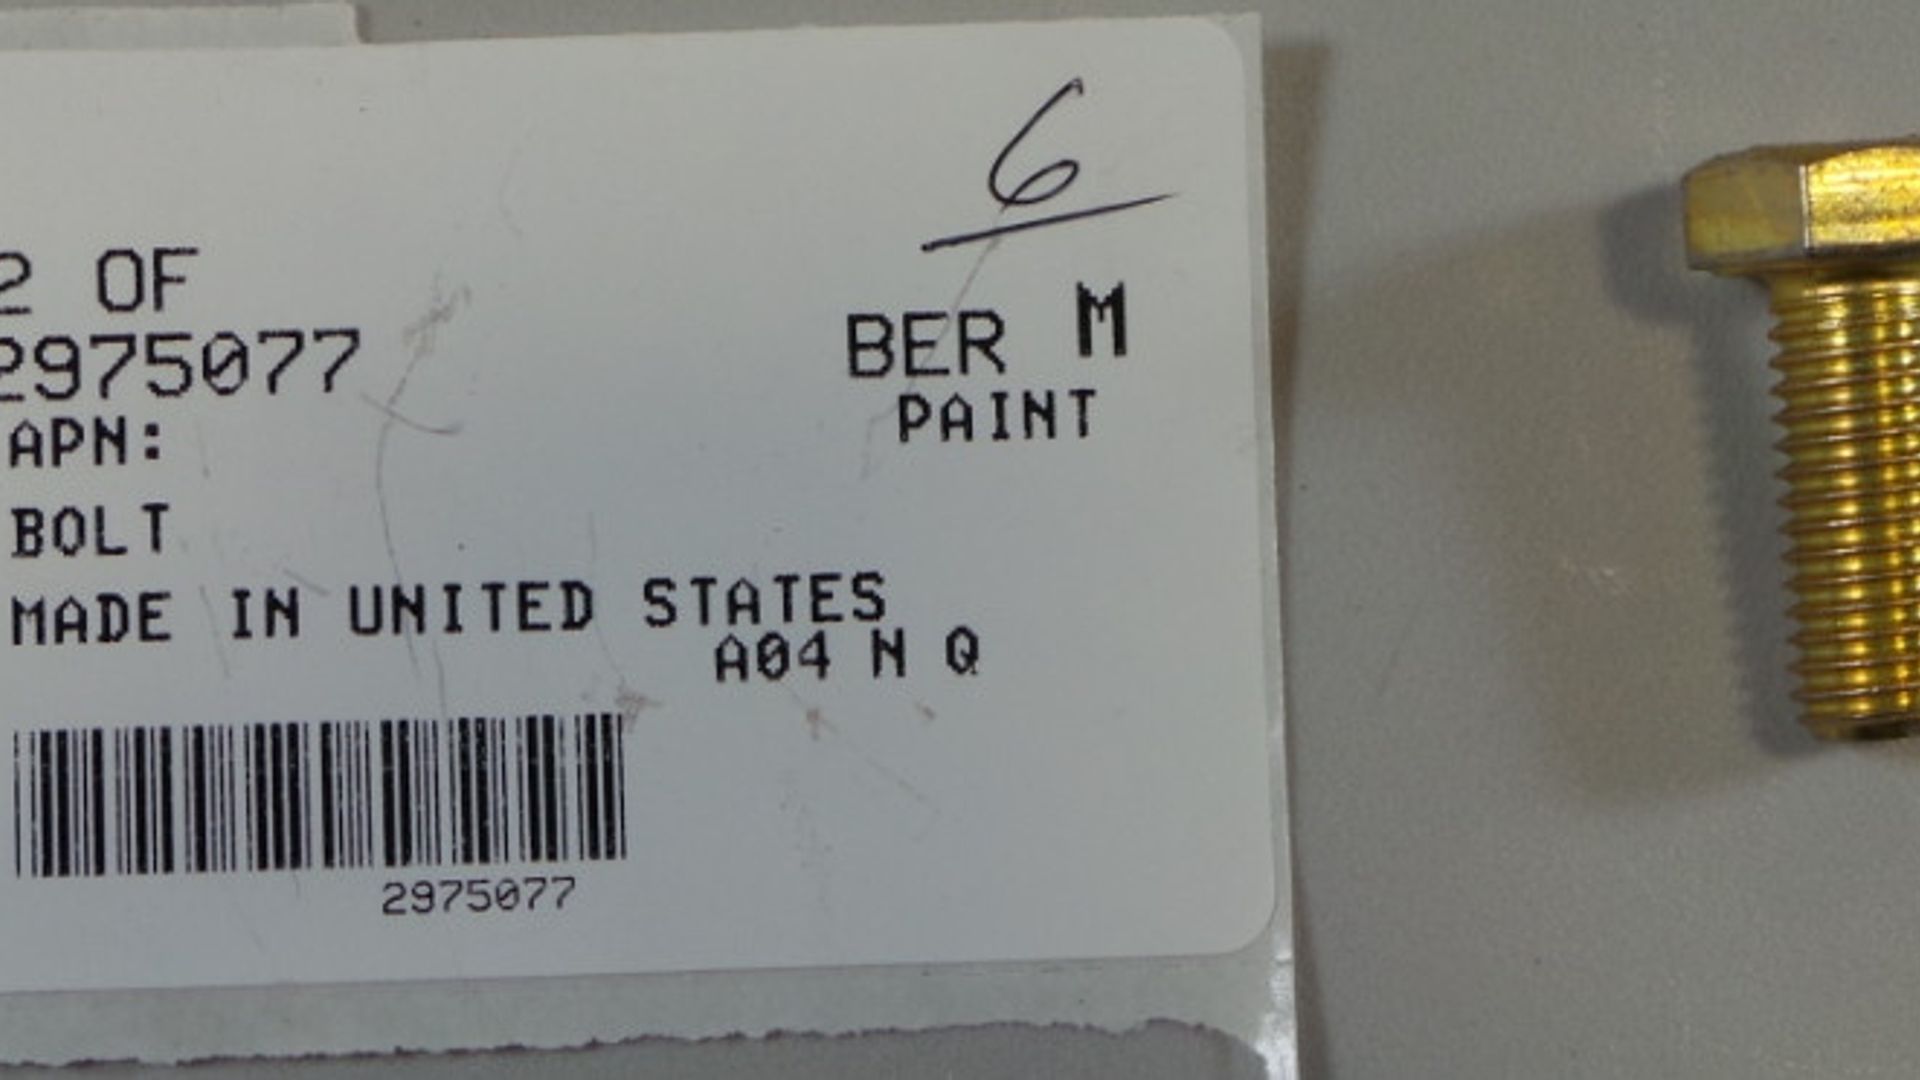 6
2 OF
2975077
BER M
PAINT
APN:
BOLT
MADE IN UNITED STATES
A04 N Q
2975077